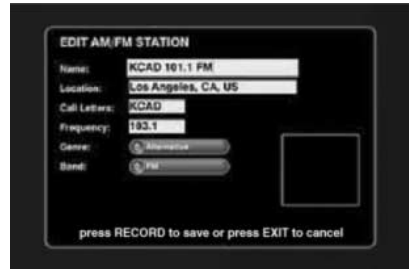 EDIT AM/FM STATION
Name: KCAD 101.1 FM
Location: Los Angeles, CA, US
Call Letters: KCAD
Frequency: 103.1
Genre: Alternative
Band: FM
press RECORD to save or press EXIT to cancel